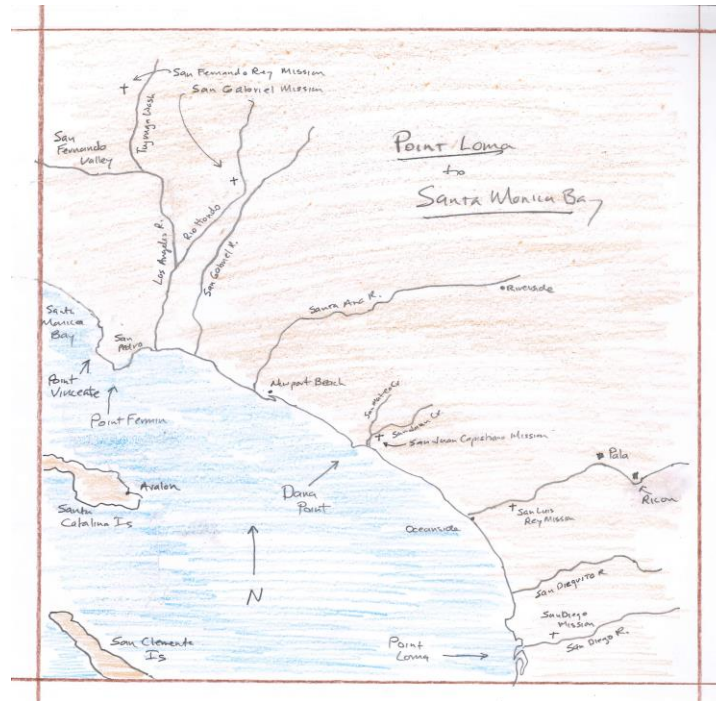 San Fernando Rey Mission
San Gabriel Mission
San
Fernando
Valley
Tujunga Wash
Point Loma
to
Santa Monica Bay
Los Angeles R.
Rio Hondo
San Gabriel R.
Santa Ana R.
Riverside
Santa
Monica
Bay
San
Pedro
Point
Vincente
Point Fermin
Newport Beach
San Juan Cr.
San Juan Capistrano Mission
Dana
Point
Avalon
Santa
Catalina Is
Pala
Ricon
San Luis
Rey Mission
Oceanside
N
San Dieguito R.
San Diego
Mission
San Diego R.
San Clemente
Is
Point
Loma